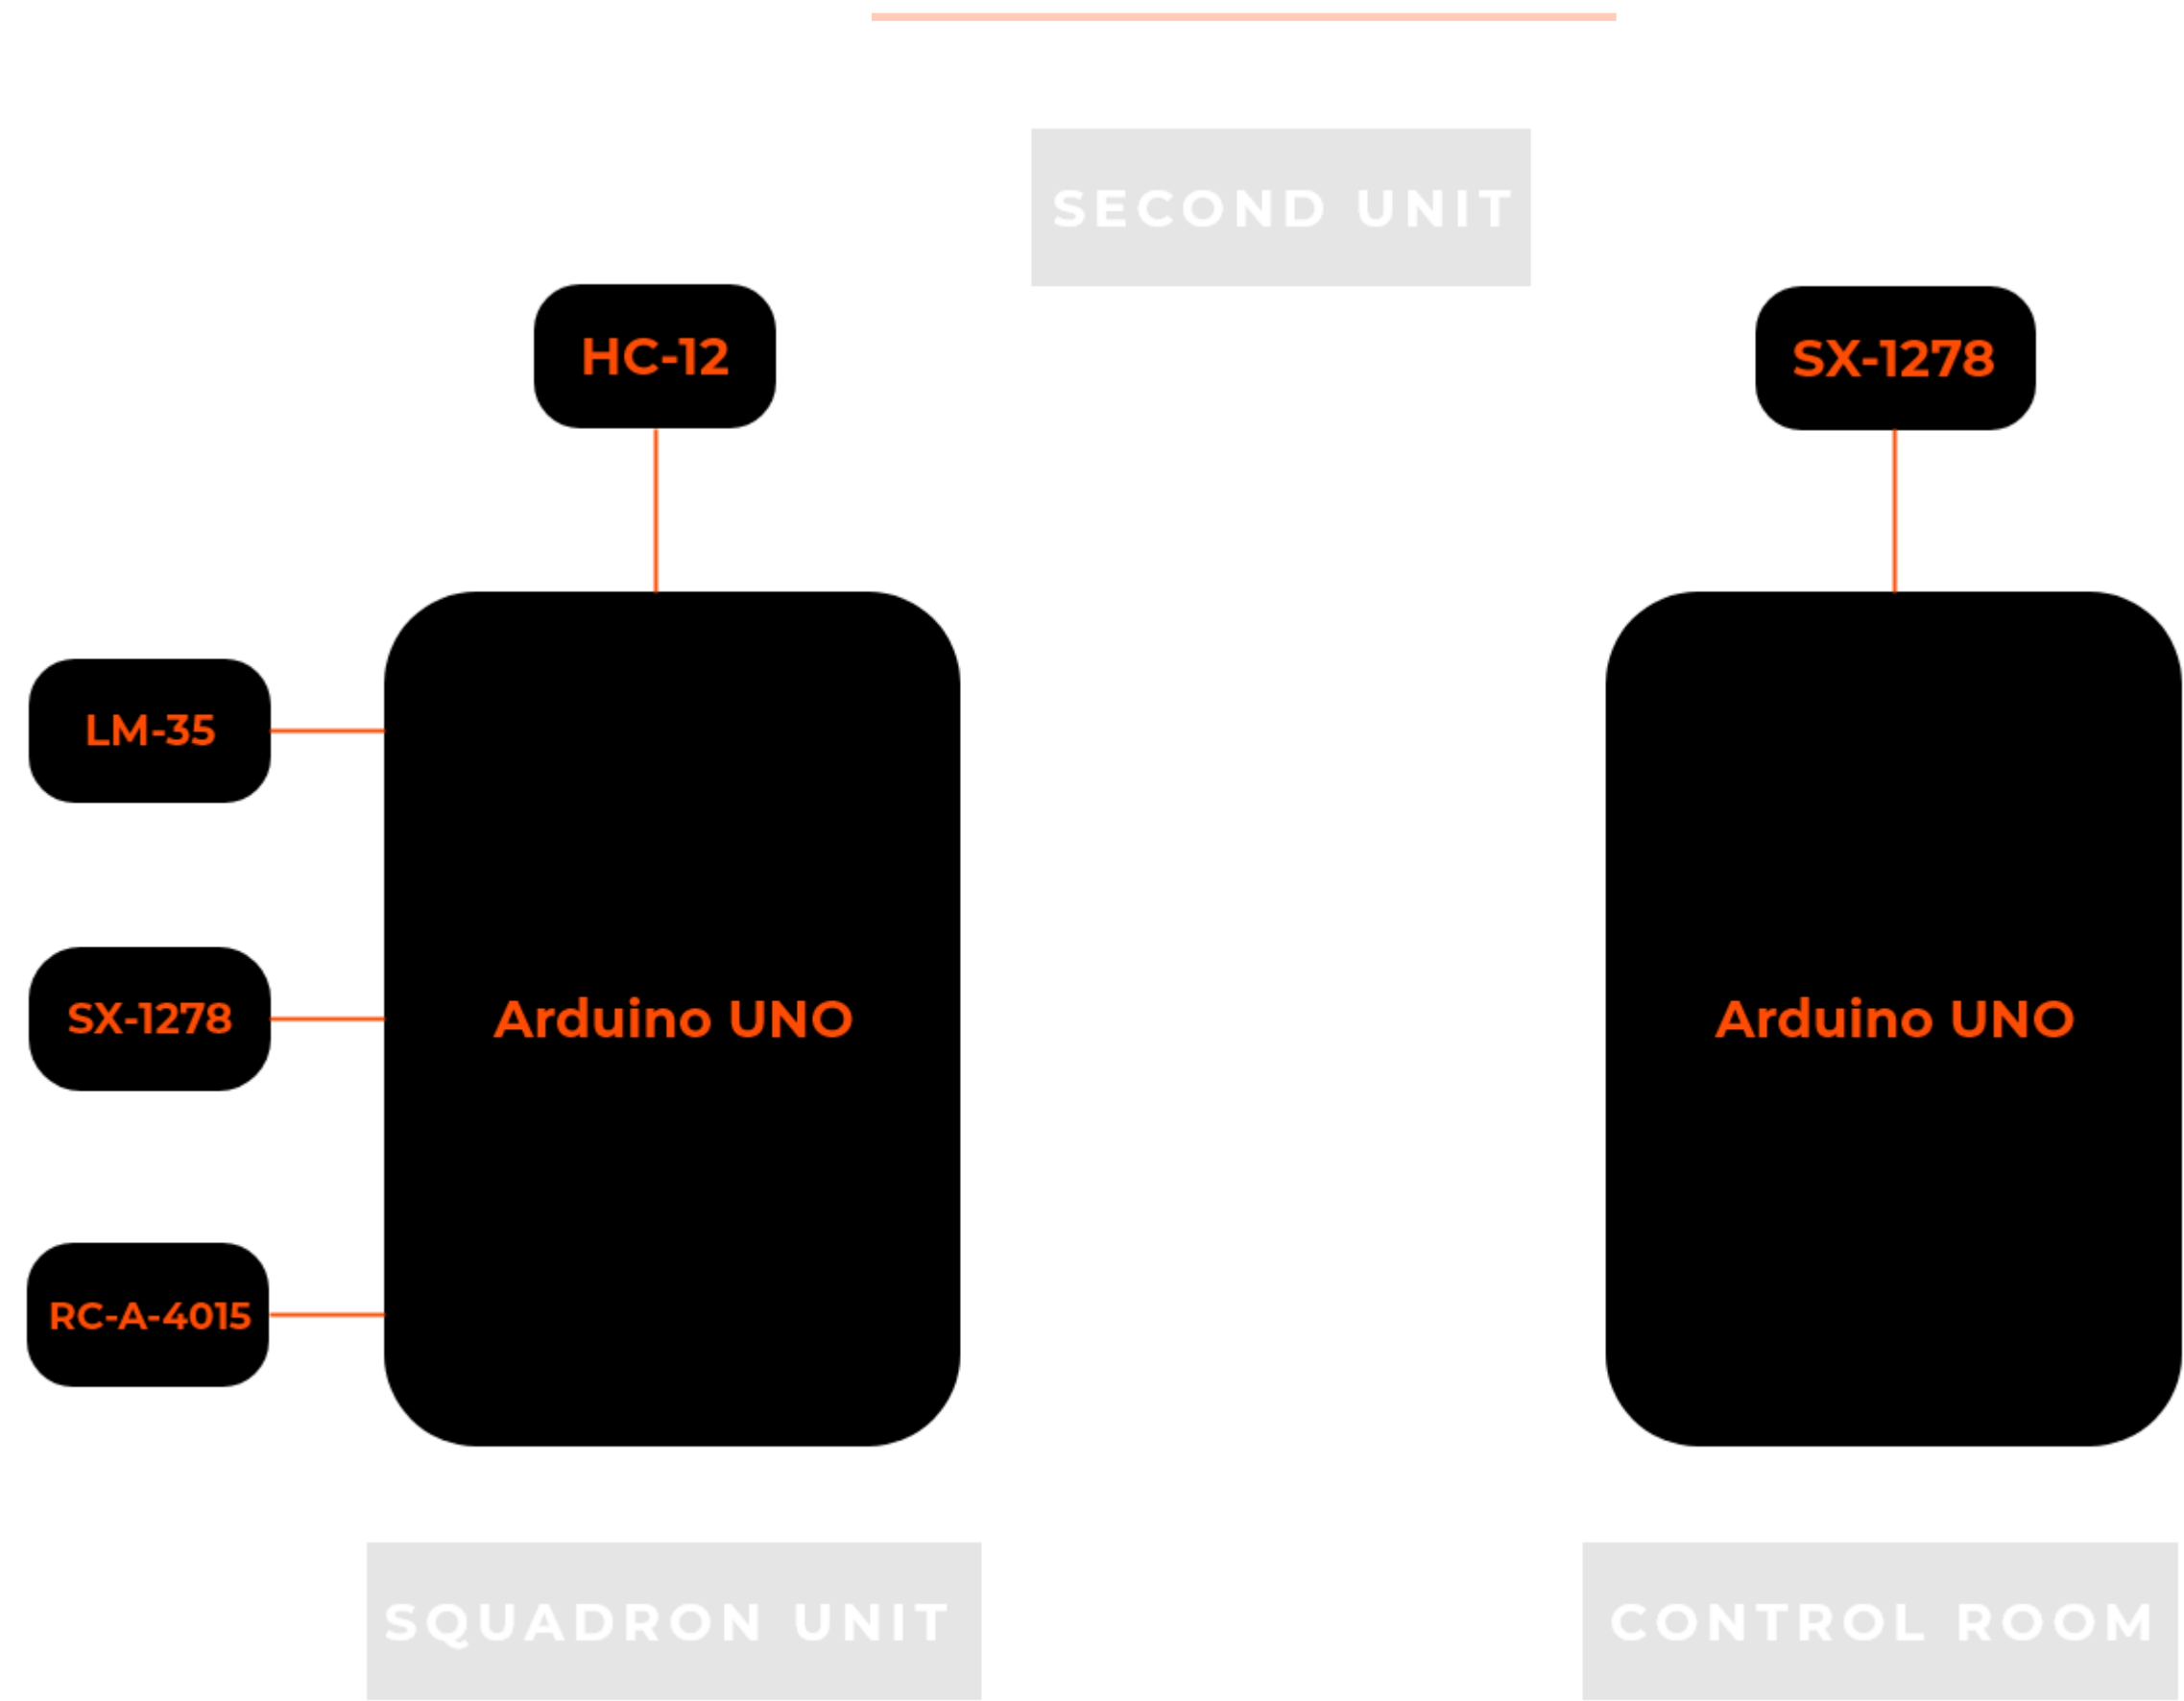 SECOND UNIT
HC-12
SX-1278
LM-35
SX-1278
Arduino UNO
Arduino UNO
RC-A-4015
SQUADRON UNIT
CONTROL ROOM